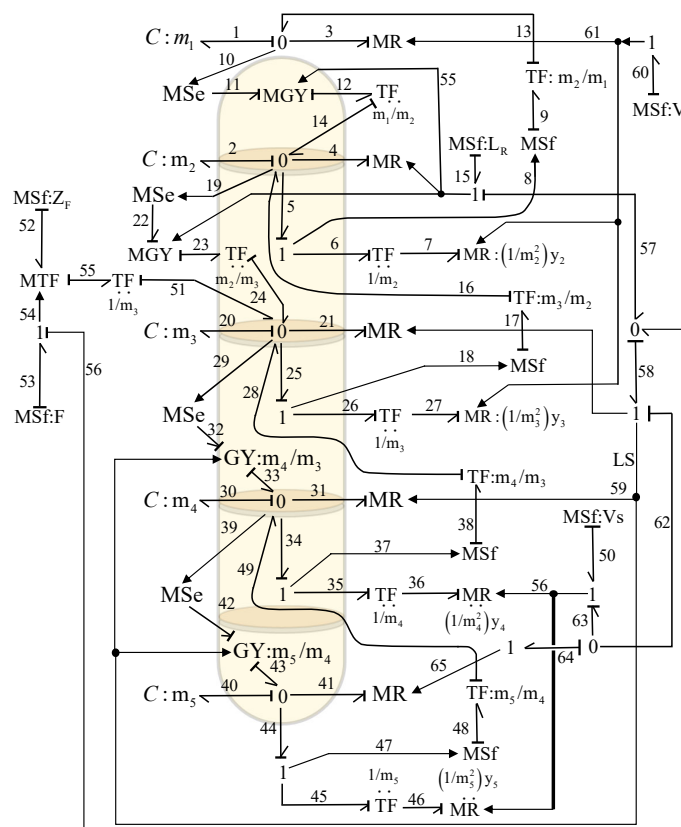 C : m₁ 1 0 3 MR 13 61 1
10 60
TF: m₂/m₁
MSe 11 MGY 12 TF 55 MSf:V
m₁/m₂ 9
14 MSf
C : m₂ 2 0 4 MR MSf:L_R 8
MSe 19 15 1
MSf:Z_F 22 5 57
52 MGY 23 TF 1 6 TF 7 MR : (1/m₂²) y₂
m₂/m₃ 1/m₂
MTF 55 TF 51 24 16 TF:m₃/m₂
1/m₃
54 C : m₃ 20 0 21 MR 17 0
1 29 18 MSf 58
53 56 28 25
MSf:F MSe 1 26 TF 27 MR : (1/m₃²) y₃ 1
1/m₃
32 GY:m₄/m₃ LS
33 TF:m₄/m₃
C : m₄ 30 0 31 MR 59
39 38 MSf:Vs 62
34 37 MSf 50
49
MSe 1 35 TF 36 MR 56 1
42 1/m₄ (1/m₄²) y₄ 63
GY:m₅/m₄ 1 64 0
43 65
C : m₅ 40 0 41 MR TF:m₅/m₄
44 48
47 MSf
1 1/m₅ (1/m₅²) y₅
45 TF 46 MR